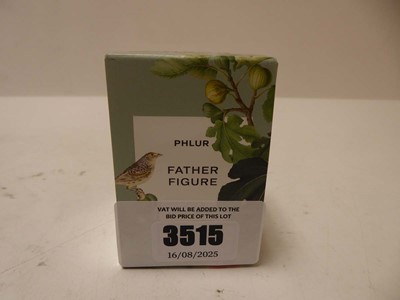 PHLUR
FATHER
FIGURE
VAT WILL BE ADDED TO THE
BID PRICE OF THIS LOT
3515
16/08/2025